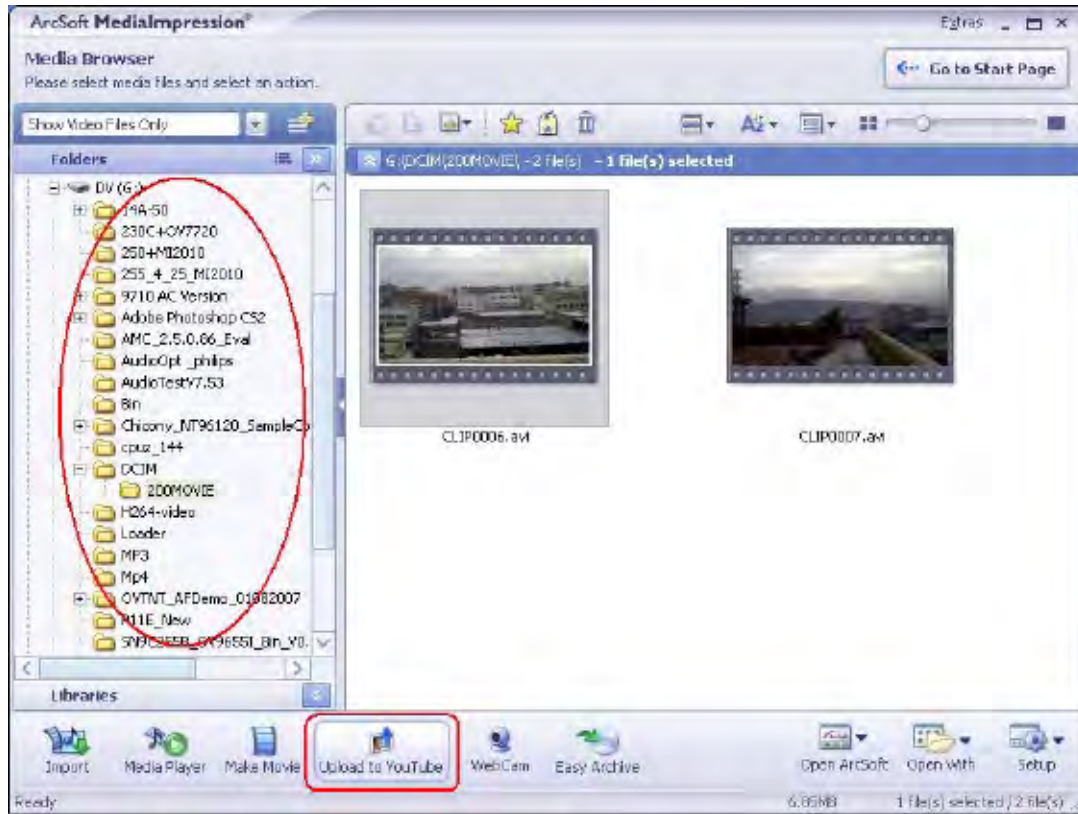 ArcSoft MediaImpression®
Extras
Media Browser
Please select media files and select an action.
Go to Start Page
Show Video Files Only
Folders
G:\DCIM\200MOVIE\ - 2 file(s) - 1 file(s) selected
DV (G:)
14A-50
230C+OV7720
250+MI2010
255_4_25_MI2010
9710 AC Version
Adobe Photoshop CS2
AMC_2.5.0.86_Eval
AudioOpt _philips
AudioTestV7.53
Bin
Chicony_NT96120_SampleCo
cpuz_144
DCIM
200MOVIE
H264-video
Loader
MP3
Mp4
OVTNT_AFDemo_01082007
CLIP0006.avi
CLIP0007.avi
Libraries
Import
Media Player
Make Movie
Upload to YouTube
WebCam
Easy Archive
Open ArcSoft
Open With
Setup
Ready
6.85MB
1 file(s) selected / 2 file(s)